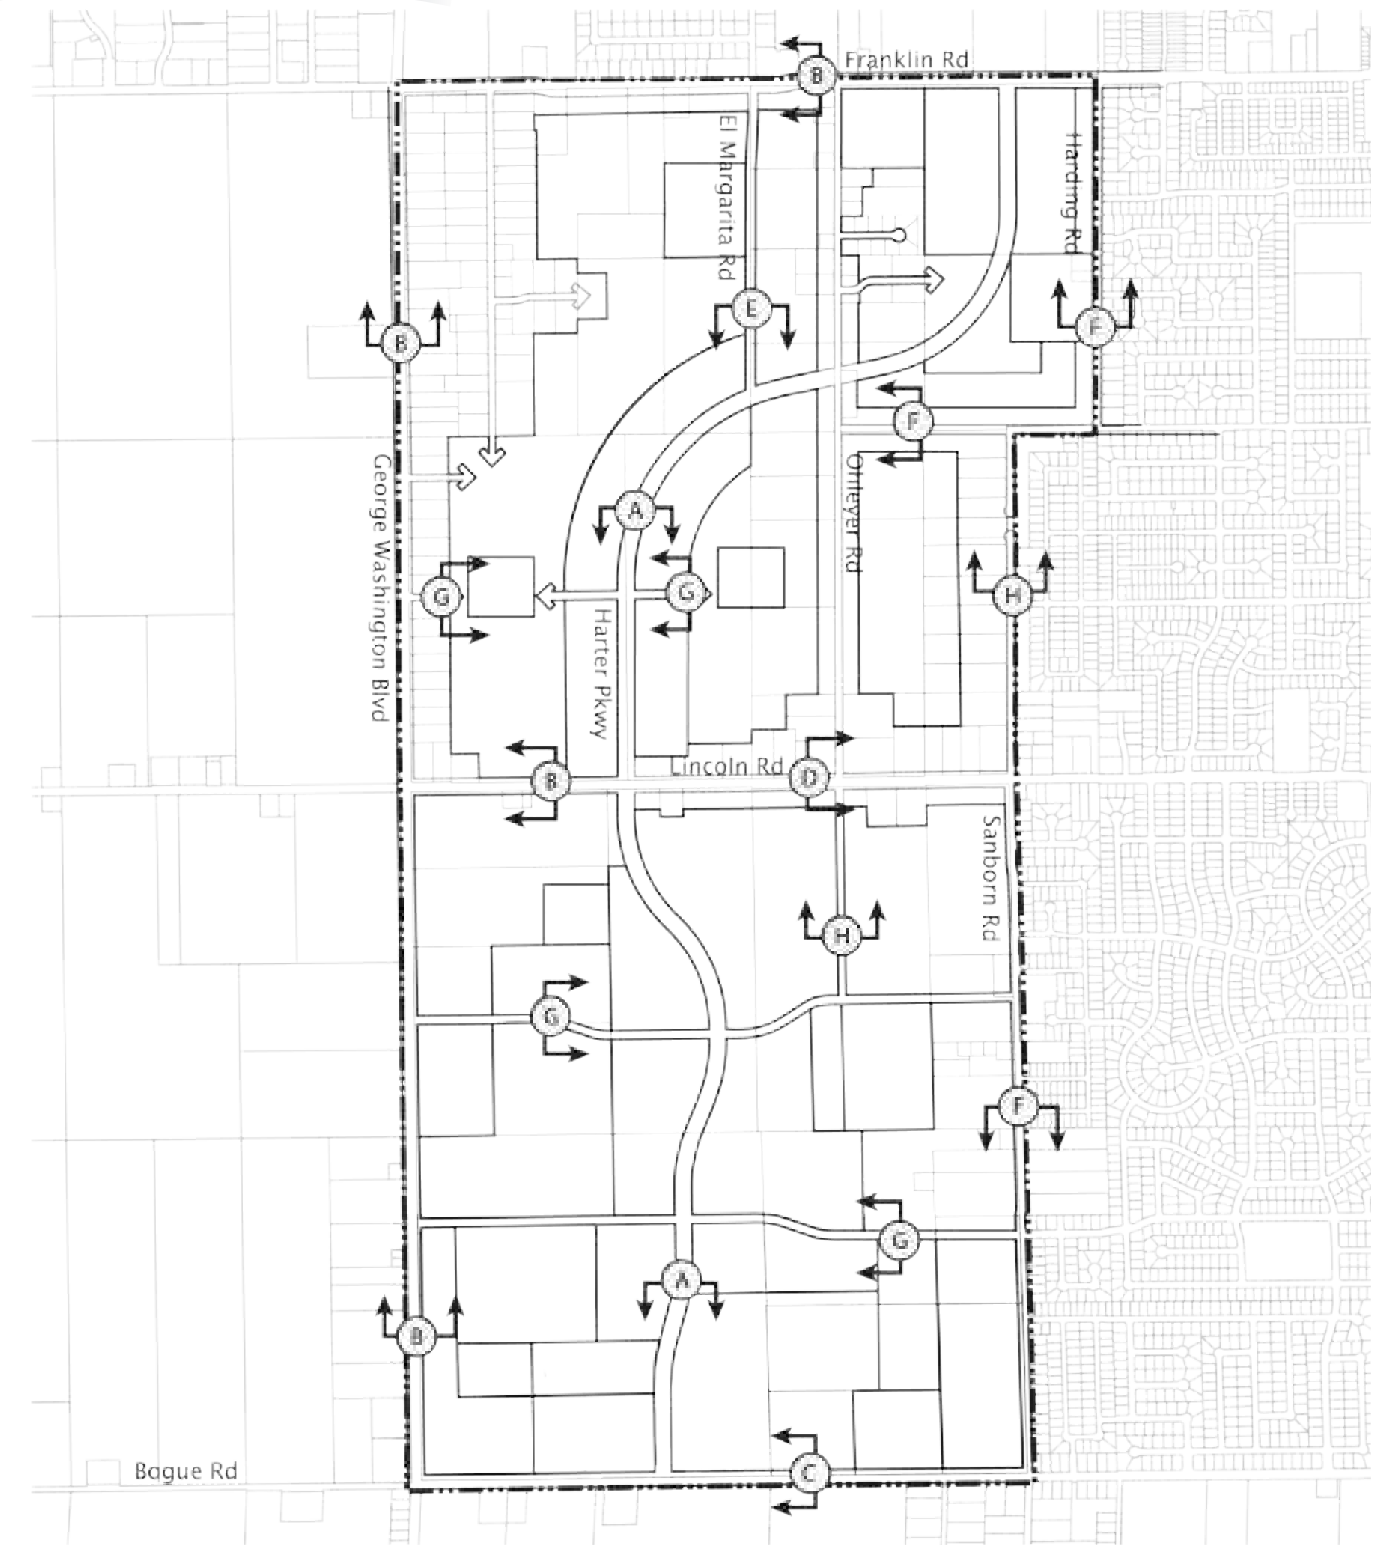 B
Franklin Rd
El Margarita Rd
Harding Rd
E
B
F
F
George Washington Blvd
Ohleyer Rd
A
G
G
H
Harter Pkwy
Lincoln Rd
B
D
Sanborn Rd
H
G
F
G
A
B
Bogue Rd
C